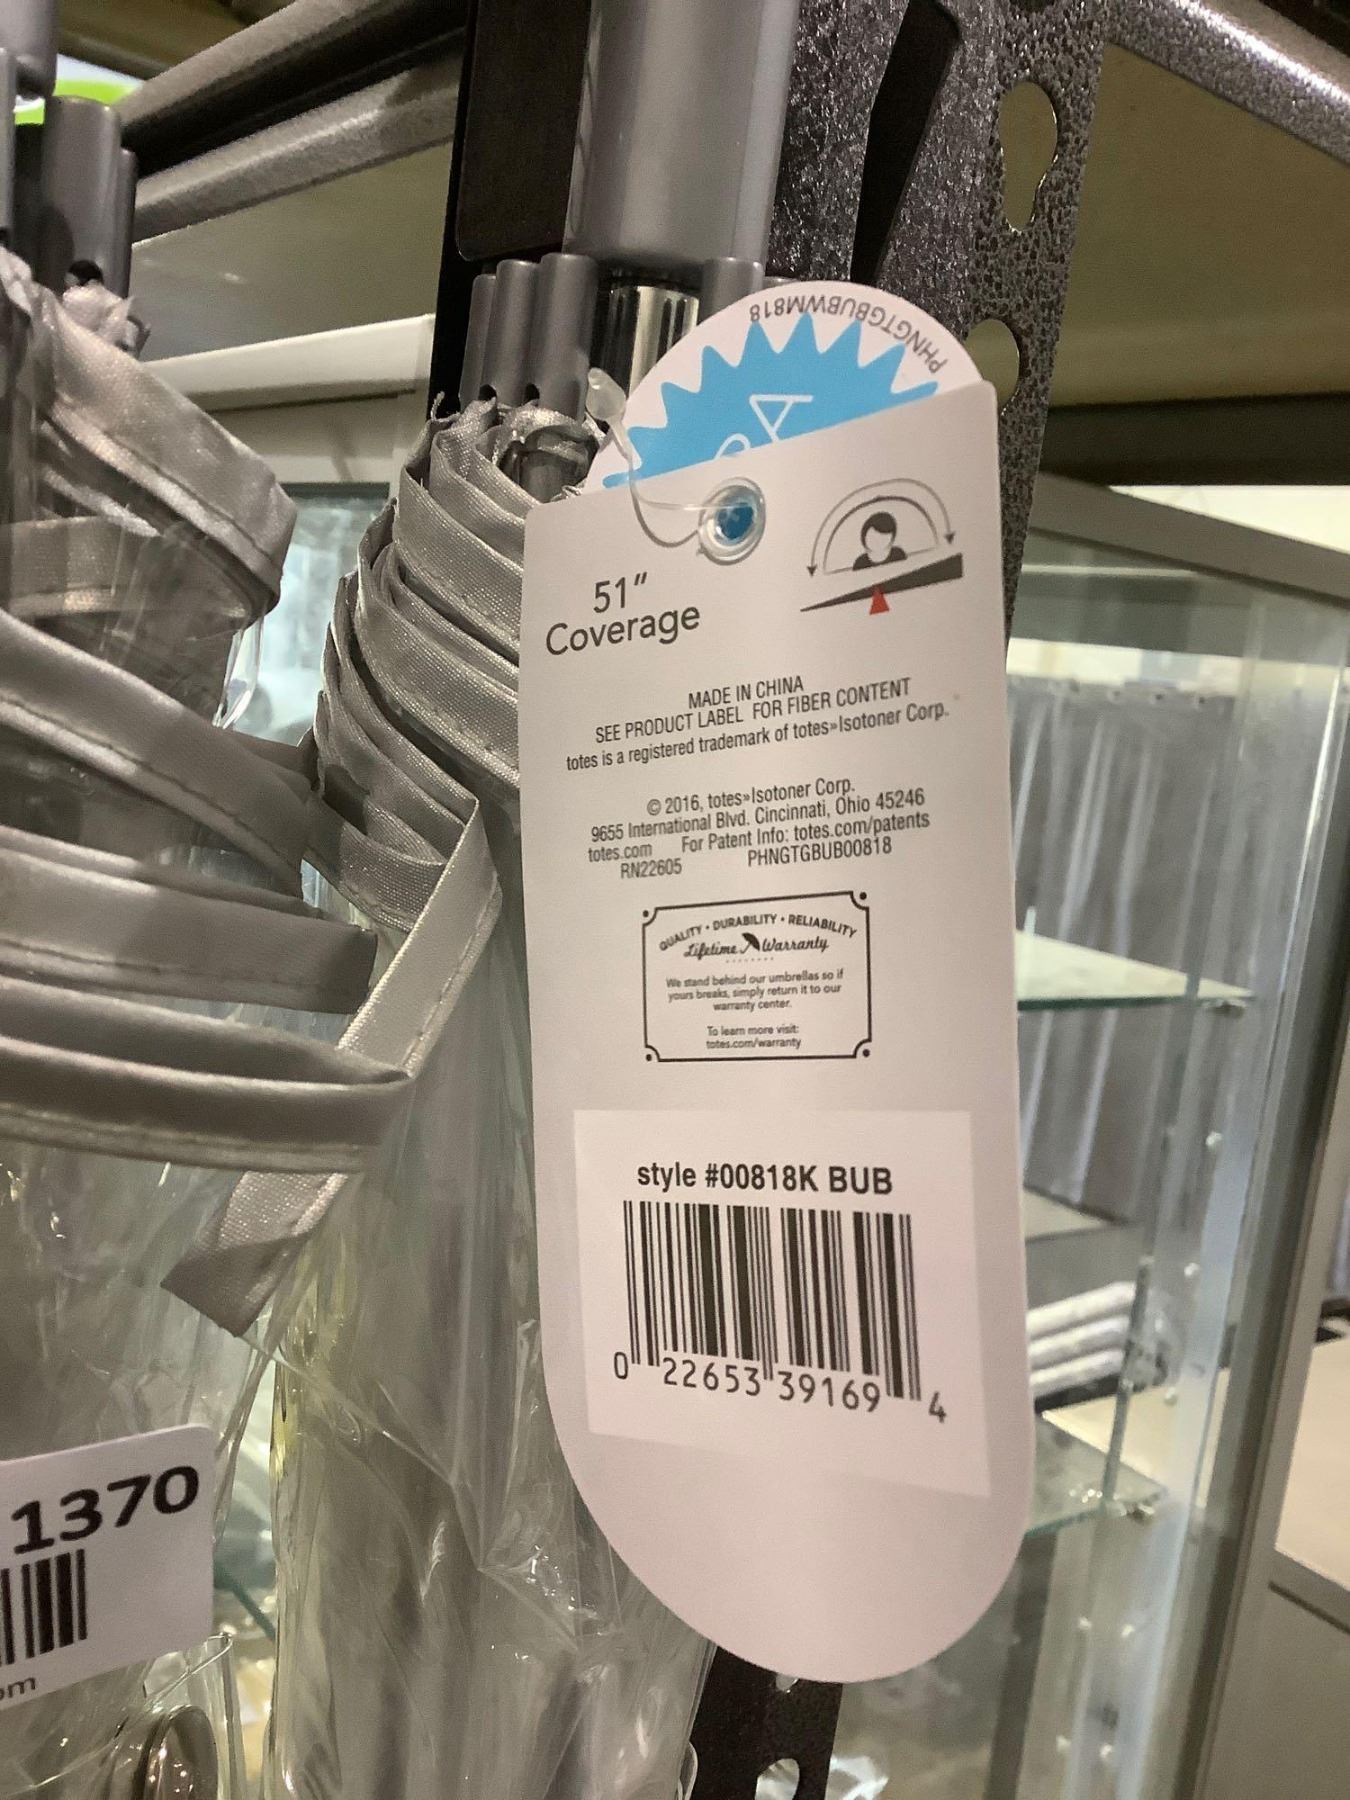 PHNGTGBUBWM818
51"
Coverage
MADE IN CHINA
SEE PRODUCT LABEL FOR FIBER CONTENT
totes is a registered trademark of totes»Isotoner Corp.
© 2016, totes»Isotoner Corp.
9655 International Blvd. Cincinnati, Ohio 45246
totes.com For Patent Info: totes.com/patents
RN22605 PHNGTGBUB00818
QUALITY • DURABILITY • RELIABILITY
Lifetime Warranty
We stand behind our umbrellas so if
yours breaks, simply return it to our
warranty center.
To learn more visit:
totes.com/warranty
style #00818K BUB
0 22653 39169 4
1370